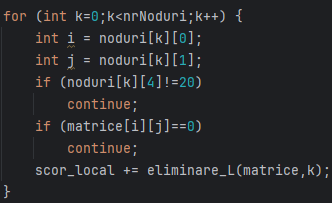 for (int k=0;k<nrNoduri;k++) {
    int i = noduri[k][0];
    int j = noduri[k][1];
    if (noduri[k][4]!=20)
        continue;
    if (matrice[i][j]==0)
        continue;
    scor_local += eliminare_L(matrice,k);
}